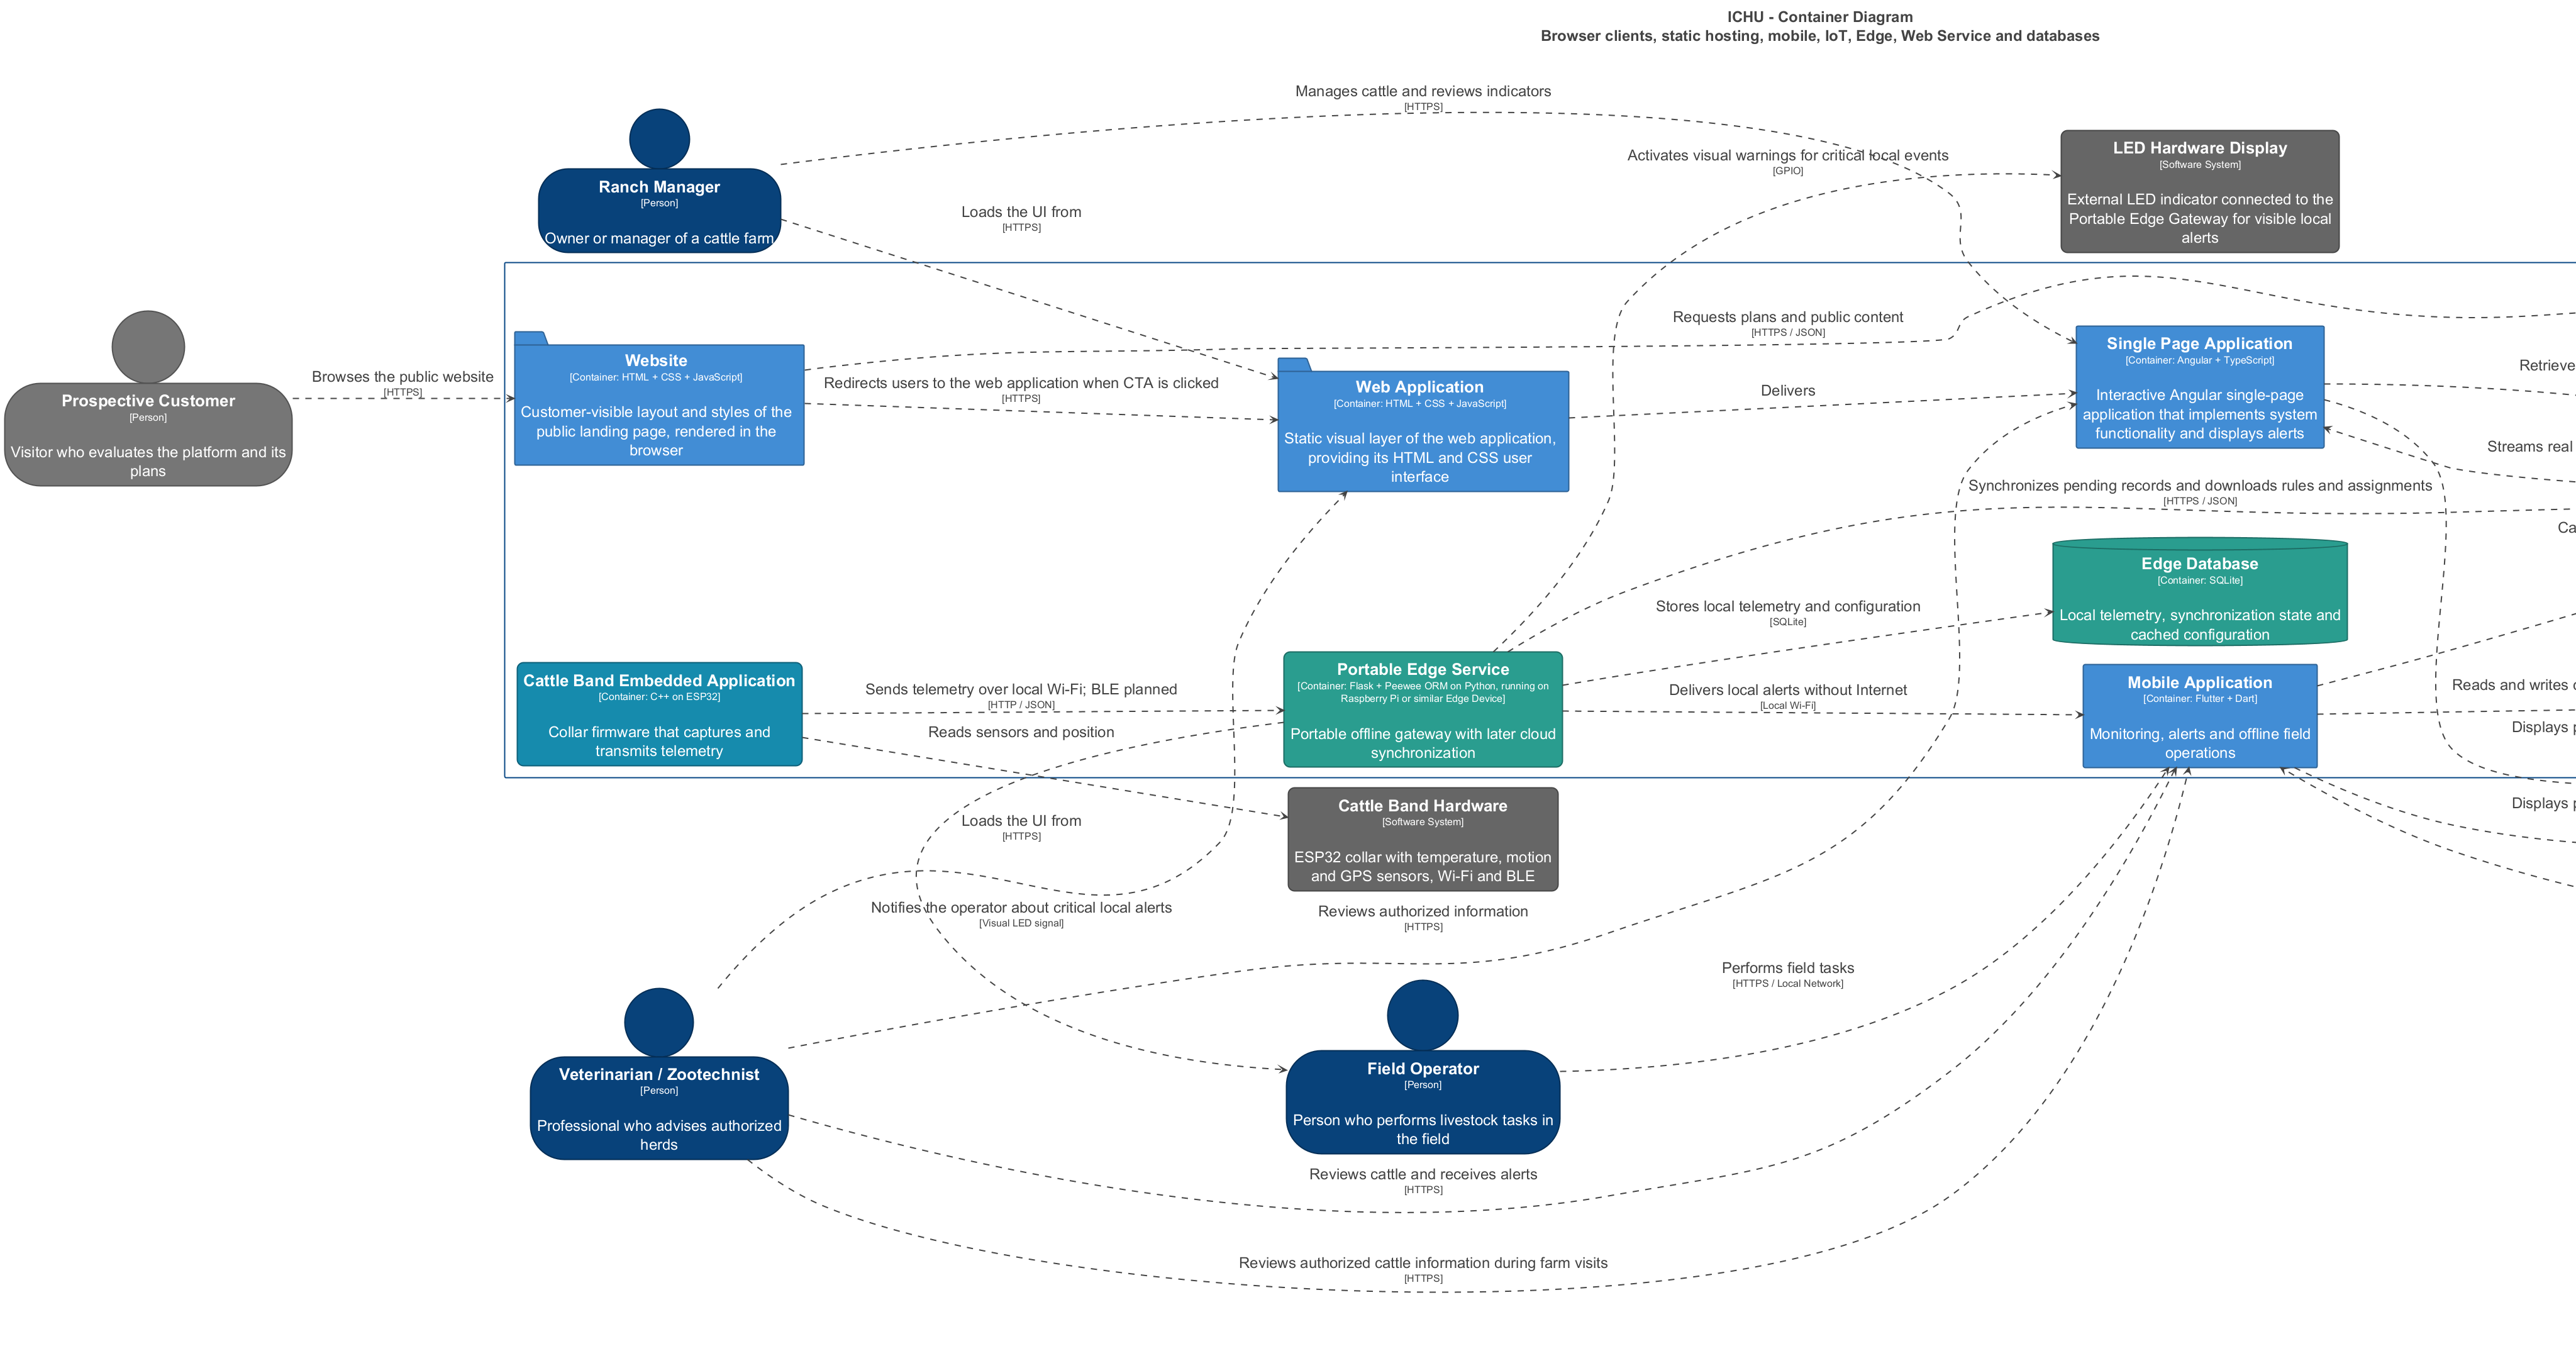 ICHU - Container Diagram
Browser clients, static hosting, mobile, IoT, Edge, Web Service and databases
Manages cattle and reviews indicators
[HTTPS]
Ranch Manager
[Person]
Owner or manager of a cattle farm
Activates visual warnings for critical local events
[GPIO]
LED Hardware Display
[Software System]
External LED indicator connected to the
Portable Edge Gateway for visible local
alerts
Loads the UI from
[HTTPS]
Prospective Customer
[Person]
Visitor who evaluates the platform and its
plans
Browses the public website
[HTTPS]
Website
[Container: HTML + CSS + JavaScript]
Customer-visible layout and styles of the
public landing page, rendered in the
browser
Requests plans and public content
[HTTPS / JSON]
Redirects users to the web application when CTA is clicked
[HTTPS]
Web Application
[Container: HTML + CSS + JavaScript]
Static visual layer of the web application,
providing its HTML and CSS user
interface
Delivers
Single Page Application
[Container: Angular + TypeScript]
Interactive Angular single-page
application that implements system
functionality and displays alerts
Retrieve
Streams real
Synchronizes pending records and downloads rules and assignments
[HTTPS / JSON]
Ca
Edge Database
[Container: SQLite]
Local telemetry, synchronization state and
cached configuration
Stores local telemetry and configuration
[SQLite]
Cattle Band Embedded Application
[Container: C++ on ESP32]
Collar firmware that captures and
transmits telemetry
Sends telemetry over local Wi-Fi; BLE planned
[HTTP / JSON]
Reads sensors and position
Portable Edge Service
[Container: Flask + Peewee ORM on Python, running on
Raspberry Pi or similar Edge Device]
Portable offline gateway with later cloud
synchronization
Delivers local alerts without Internet
[Local Wi-Fi]
Mobile Application
[Container: Flutter + Dart]
Monitoring, alerts and offline field
operations
Reads and writes
Displays p
Displays p
Cattle Band Hardware
[Software System]
ESP32 collar with temperature, motion
and GPS sensors, Wi-Fi and BLE
Loads the UI from
[HTTPS]
Notifies the operator about critical local alerts
[Visual LED signal]
Reviews authorized information
[HTTPS]
Performs field tasks
[HTTPS / Local Network]
Veterinarian / Zootechnist
[Person]
Professional who advises authorized
herds
Field Operator
[Person]
Person who performs livestock tasks in
the field
Reviews cattle and receives alerts
[HTTPS]
Reviews authorized cattle information during farm visits
[HTTPS]